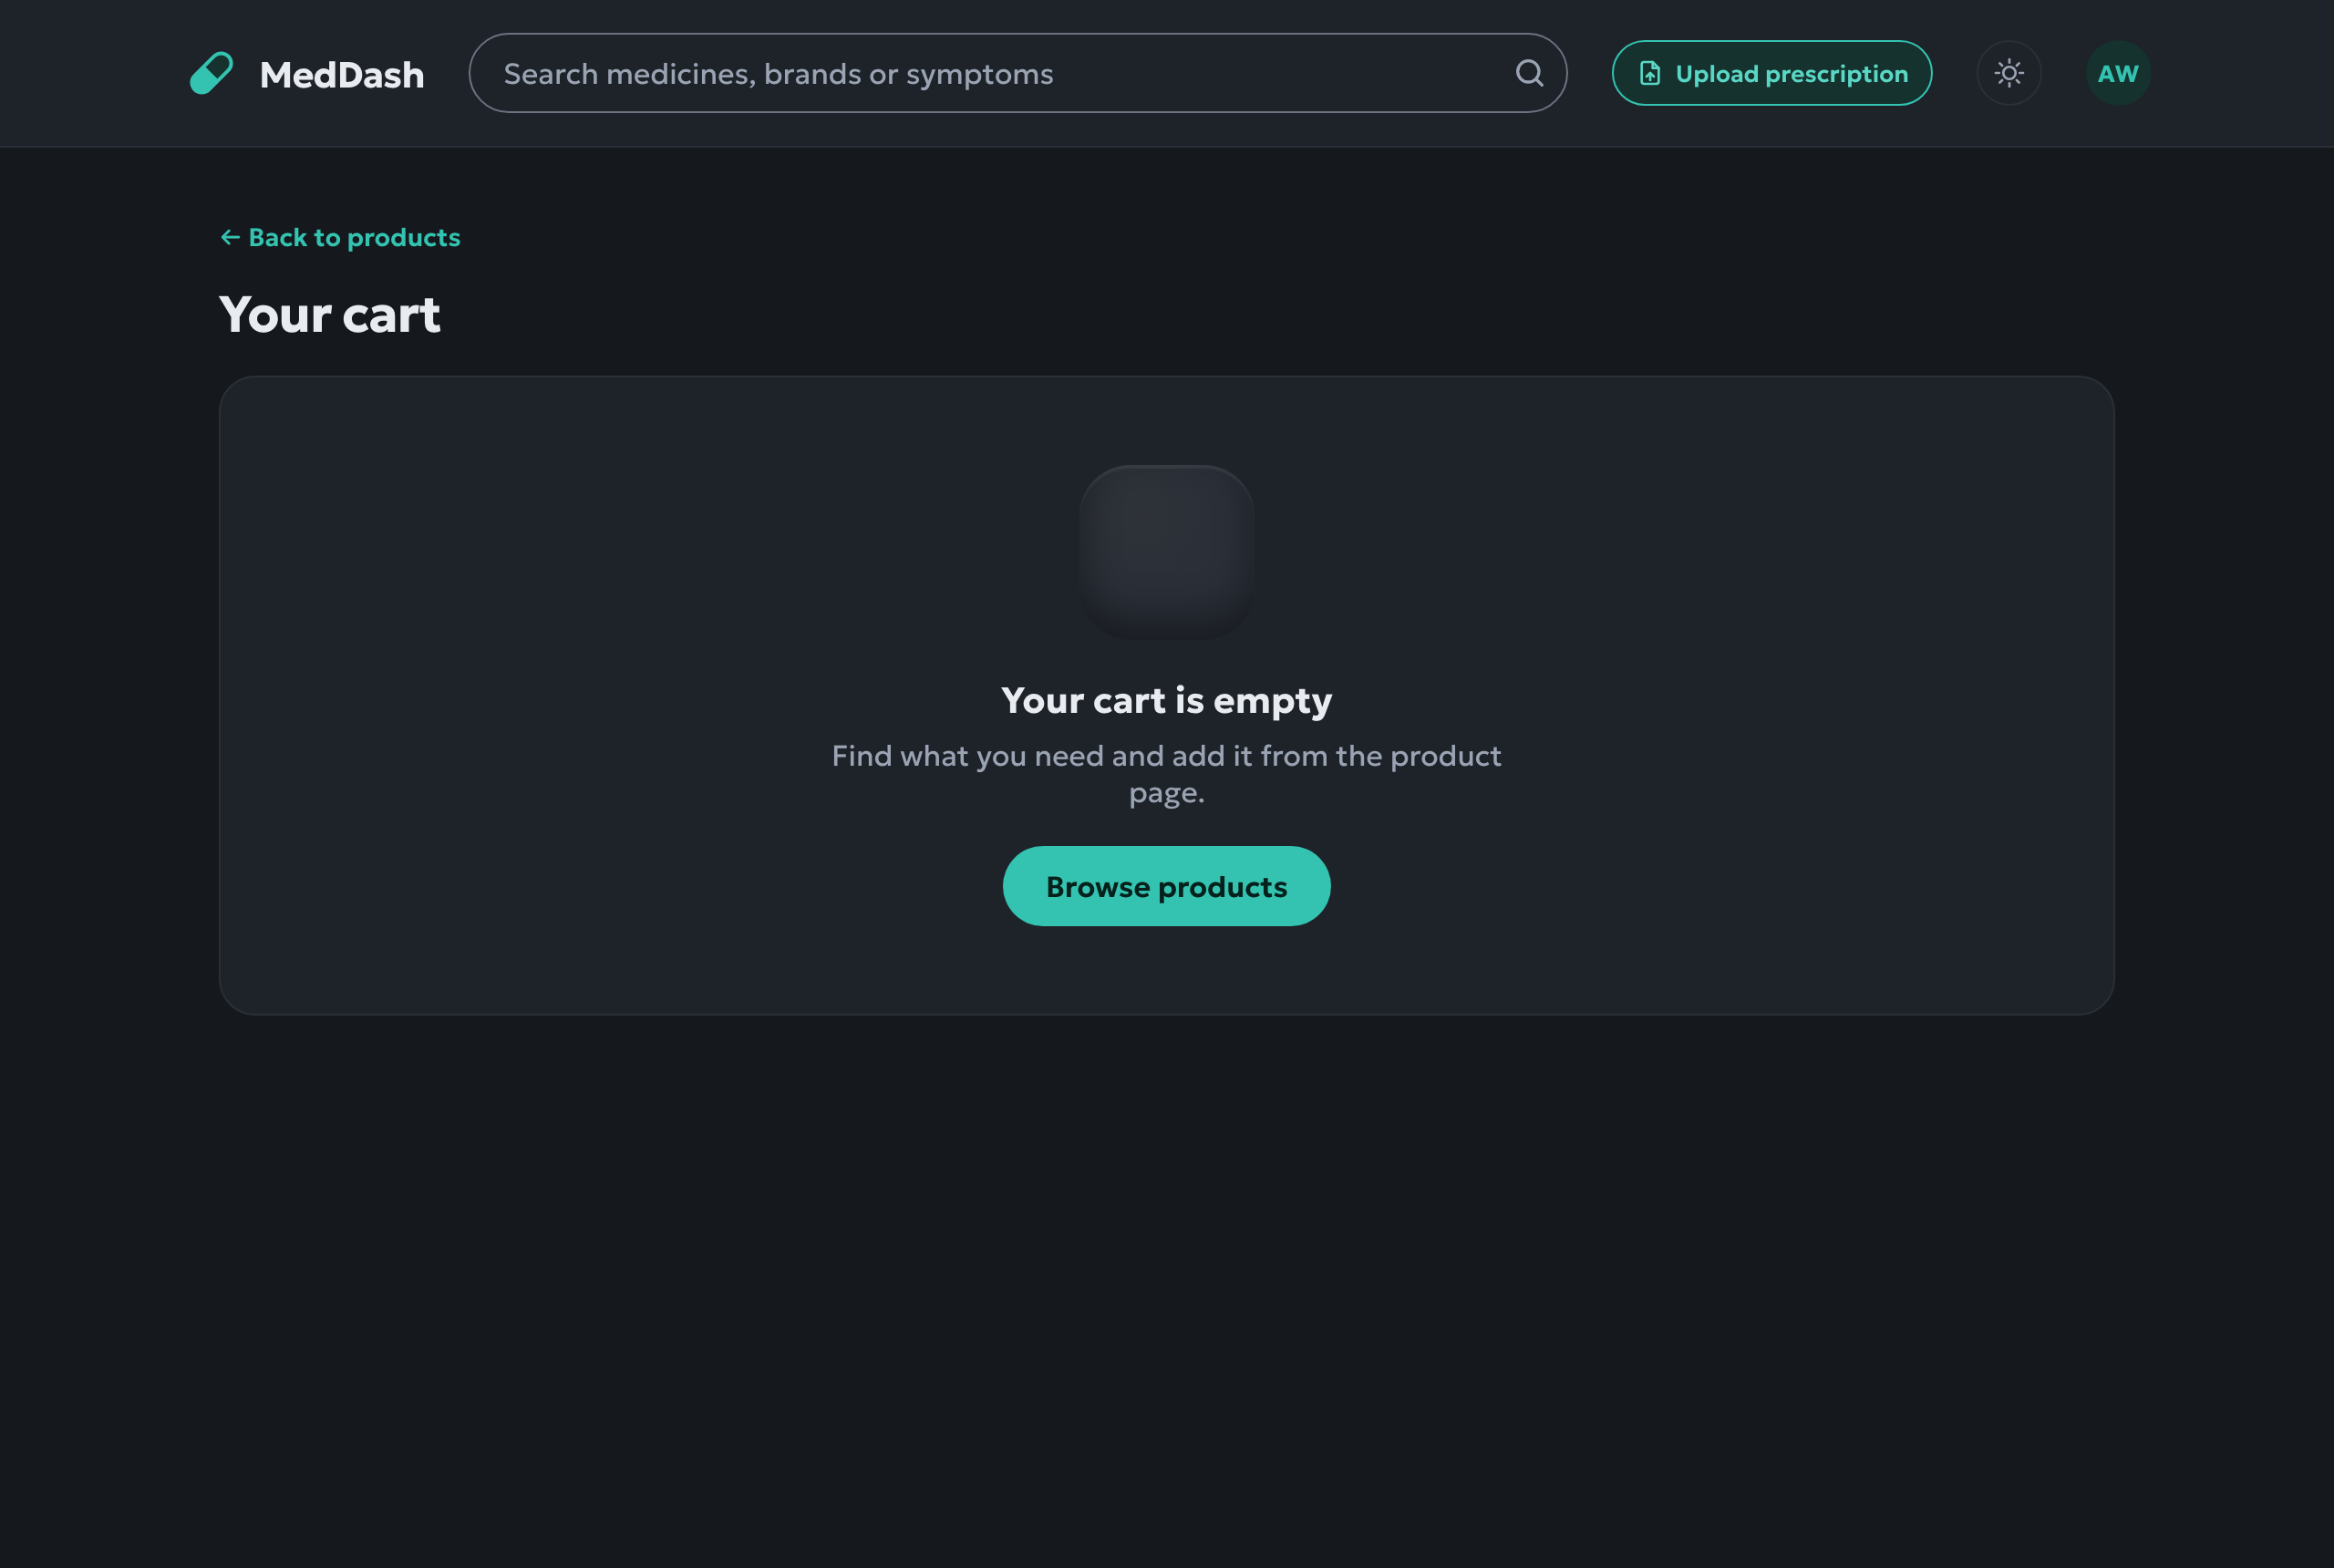 MedDash
Search medicines, brands or symptoms
Upload prescription
AW
Back to products
Your cart
Your cart is empty
Find what you need and add it from the product
page.
Browse products